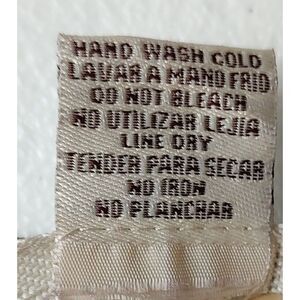 HAND WASH COLD
LAVAR A MANO FRIO
DO NOT BLEACH
NO UTILIZAR LEJIA
LINE DRY
TENDER PARA SECAR
NO IRON
NO PLANCHAR